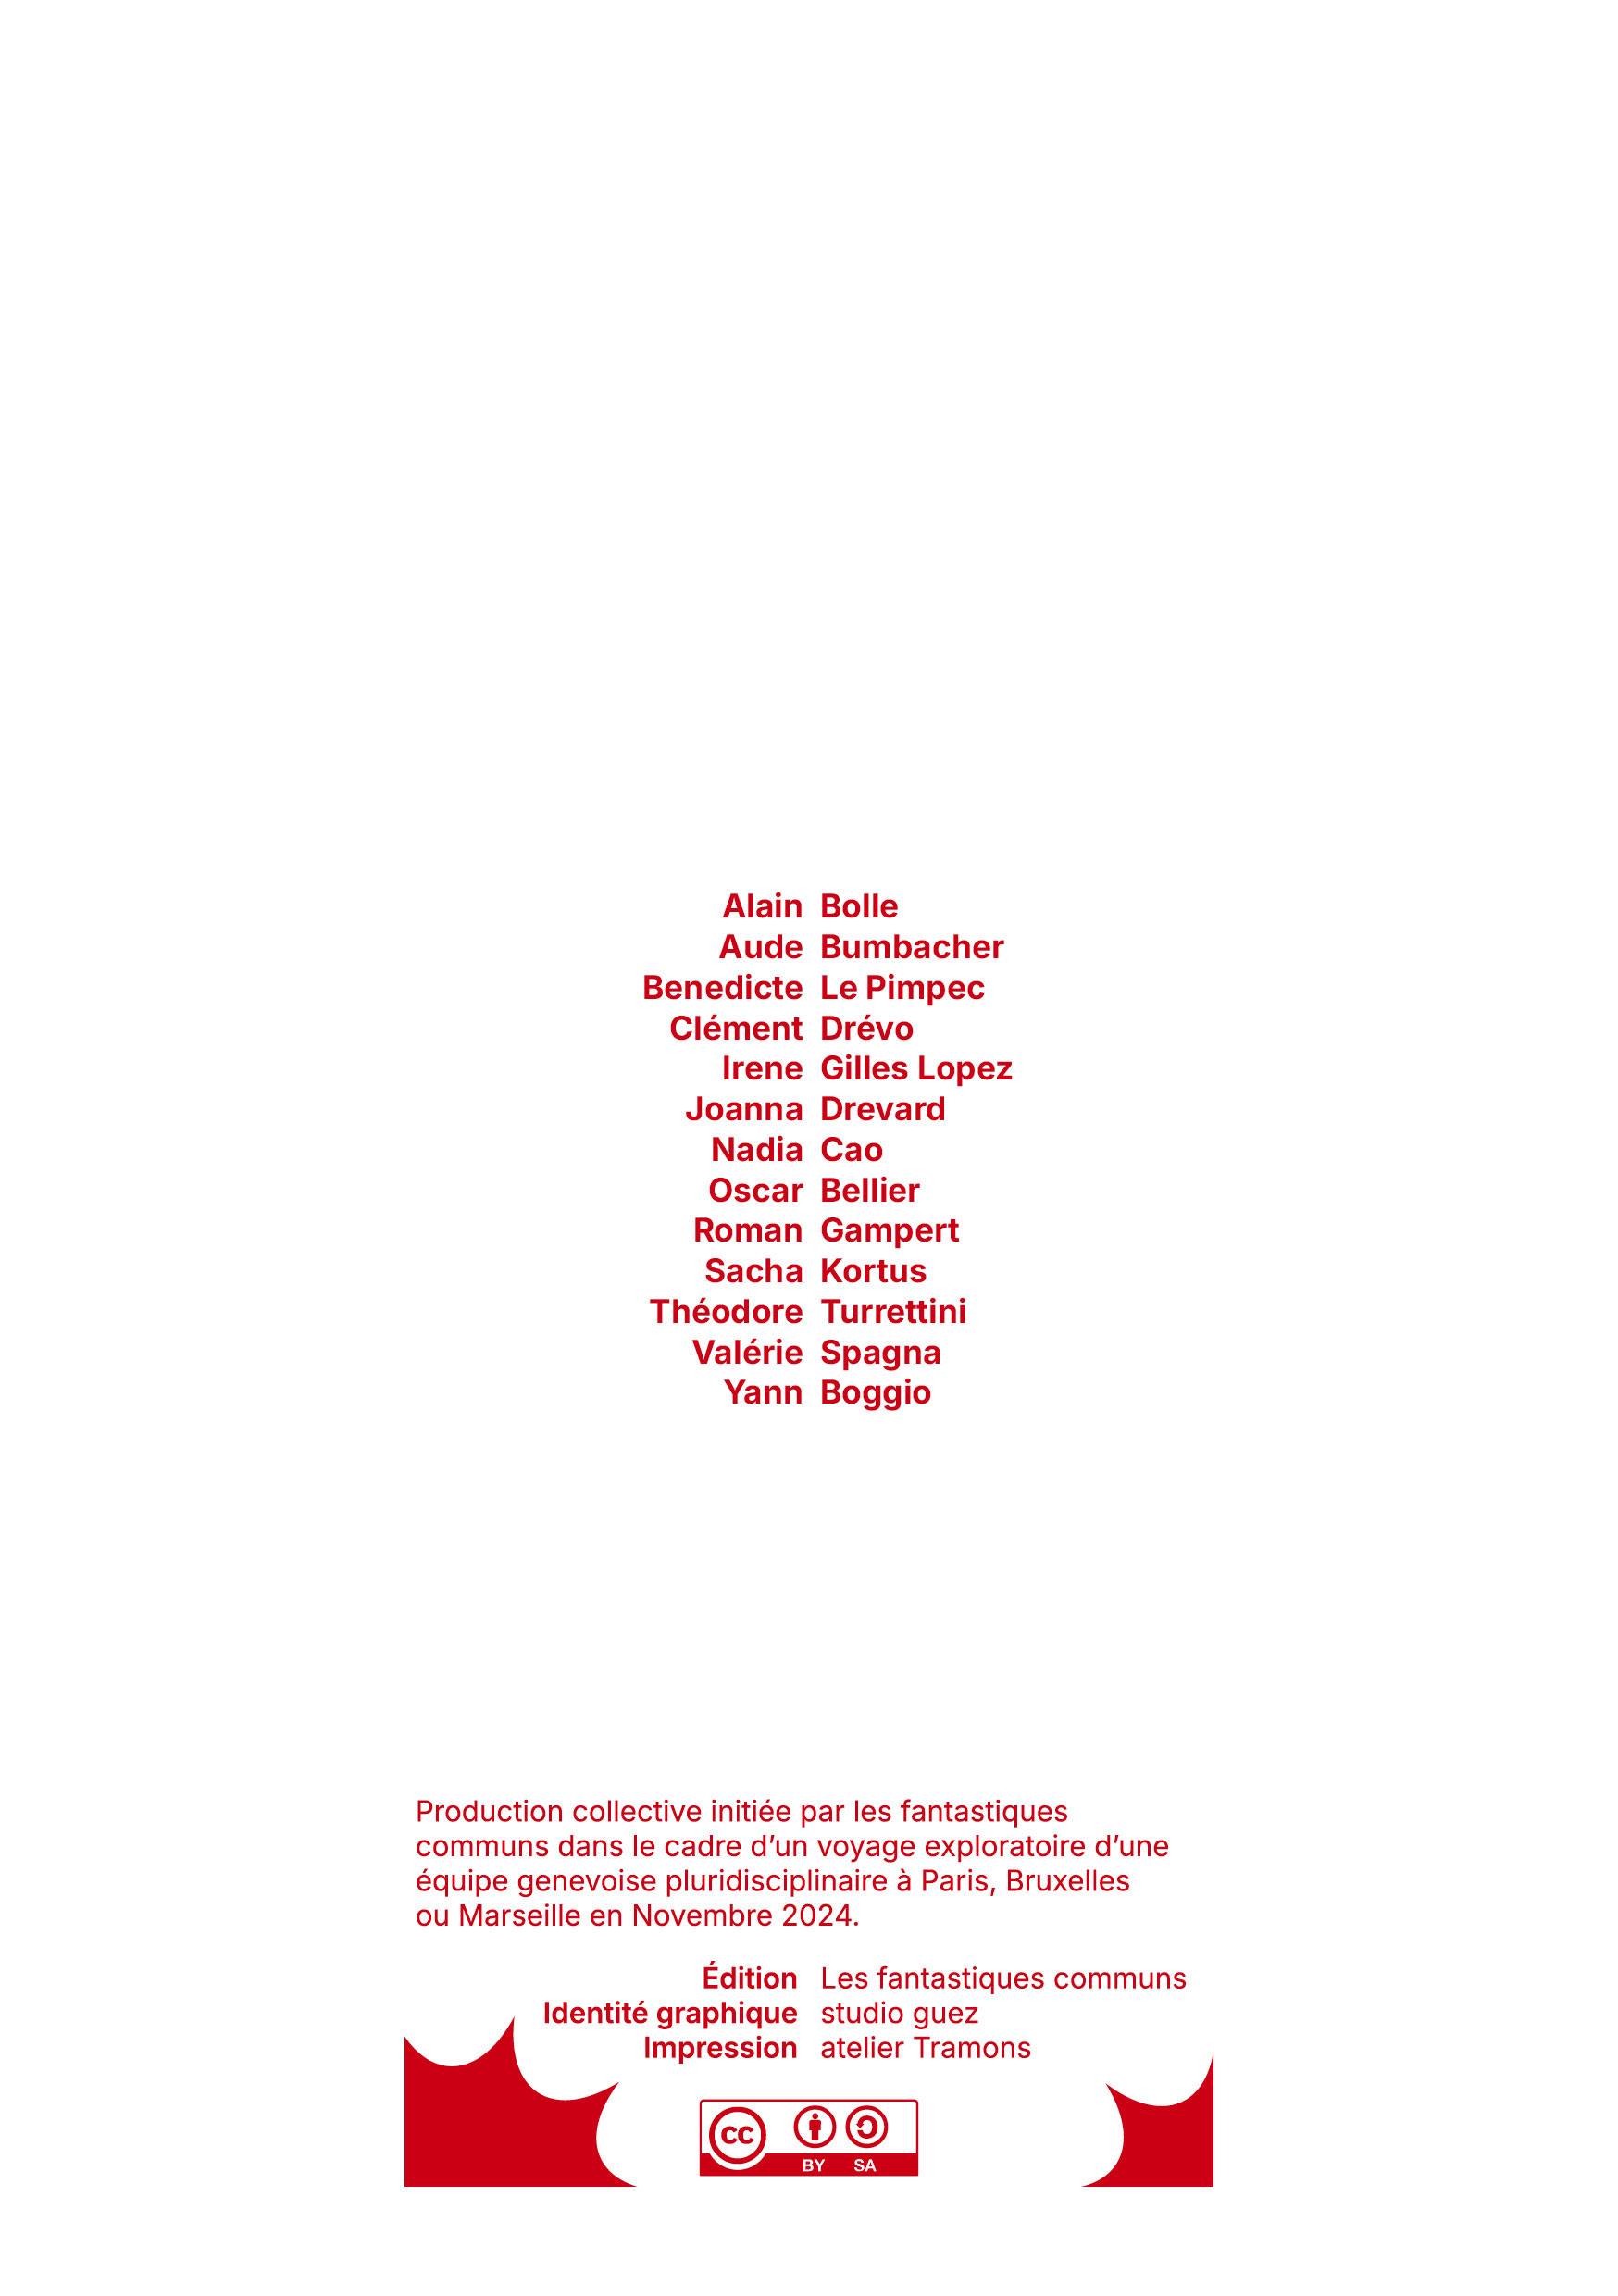 Alain Bolle
Aude Bumbacher
Benedicte Le Pimpec
Clément Drévo
Irene Gilles Lopez
Joanna Drevard
Nadia Cao
Oscar Bellier
Roman Gampert
Sacha Kortus
Théodore Turrettini
Valérie Spagna
Yann Boggio
Production collective initiée par les fantastiques
communs dans le cadre d’un voyage exploratoire d’une
équipe genevoise pluridisciplinaire à Paris, Bruxelles
ou Marseille en Novembre 2024.
Édition Les fantastiques communs
Identité graphique studio guez
Impression atelier Tramons
cc
BY SA